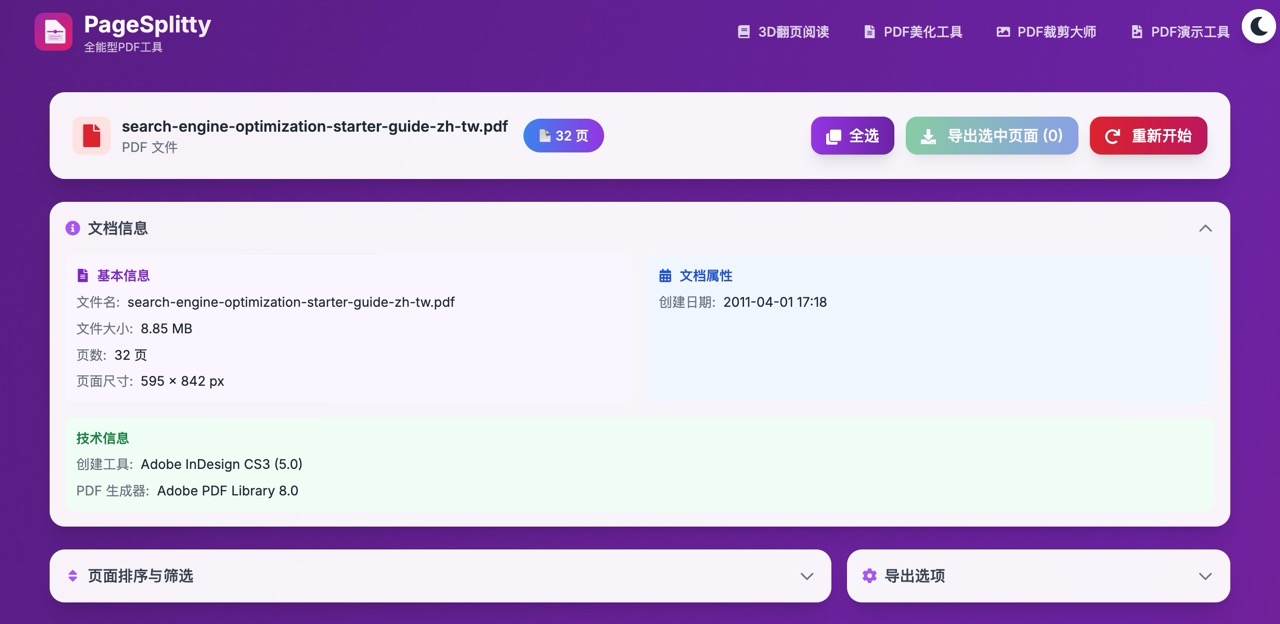 PageSplitty
全能型PDF工具
3D翻页阅读
PDF美化工具
PDF裁剪大师
PDF演示工具
search-engine-optimization-starter-guide-zh-tw.pdf
PDF 文件
32 页
全选
导出选中页面 (0)
重新开始
文档信息
基本信息
文件名: search-engine-optimization-starter-guide-zh-tw.pdf
文件大小: 8.85 MB
页数: 32 页
页面尺寸: 595 × 842 px
文档属性
创建日期: 2011-04-01 17:18
技术信息
创建工具: Adobe InDesign CS3 (5.0)
PDF 生成器: Adobe PDF Library 8.0
页面排序与筛选
导出选项